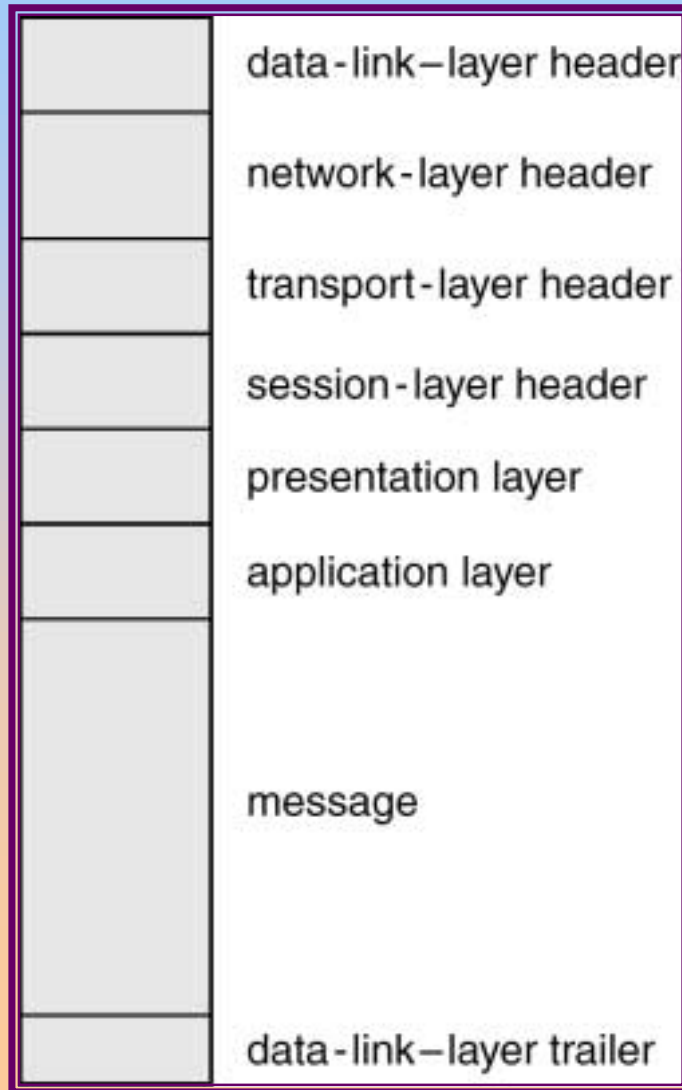 data-link–layer header
network-layer header
transport-layer header
session-layer header
presentation layer
application layer
message
data-link–layer trailer